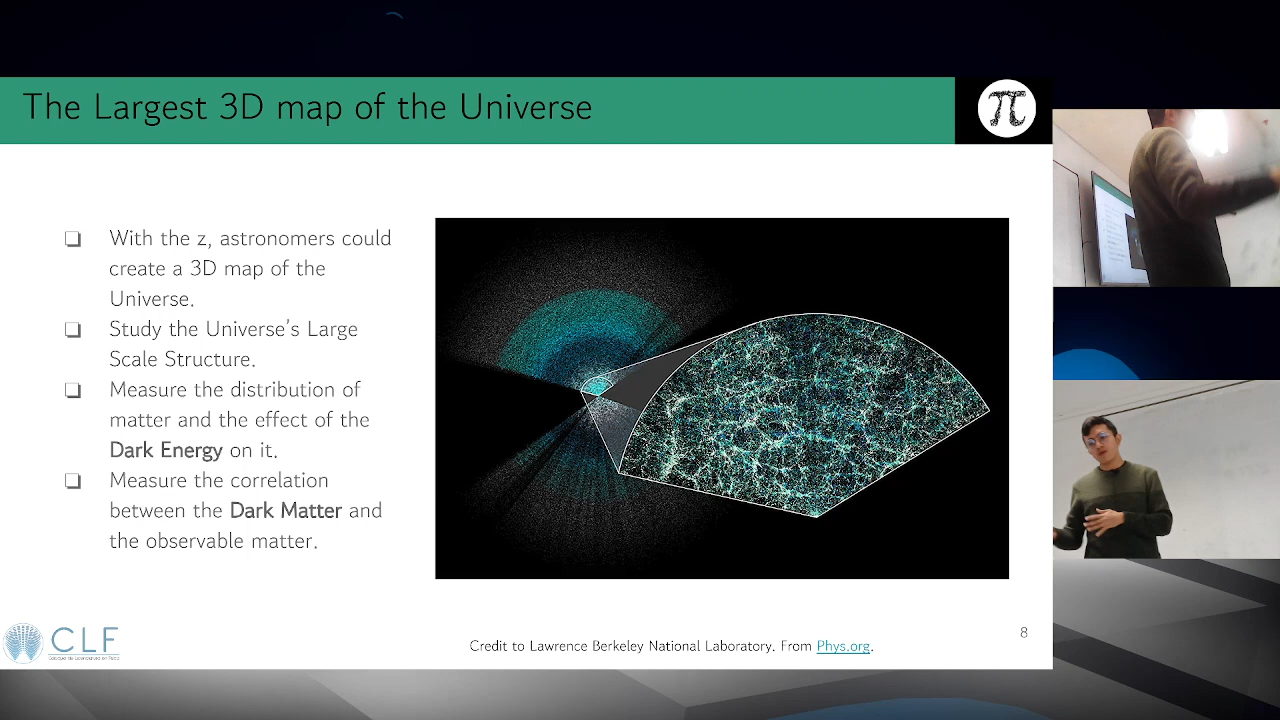 The Largest 3D map of the Universe
π
With the z, astronomers could
create a 3D map of the
Universe.
Study the Universe's Large
Scale Structure.
Measure the distribution of
matter and the effect of the
Dark Energy on it.
Measure the correlation
between the Dark Matter and
the observable matter.
8
CLF
Credit to Lawrence Berkeley National Laboratory. From Phys.org.